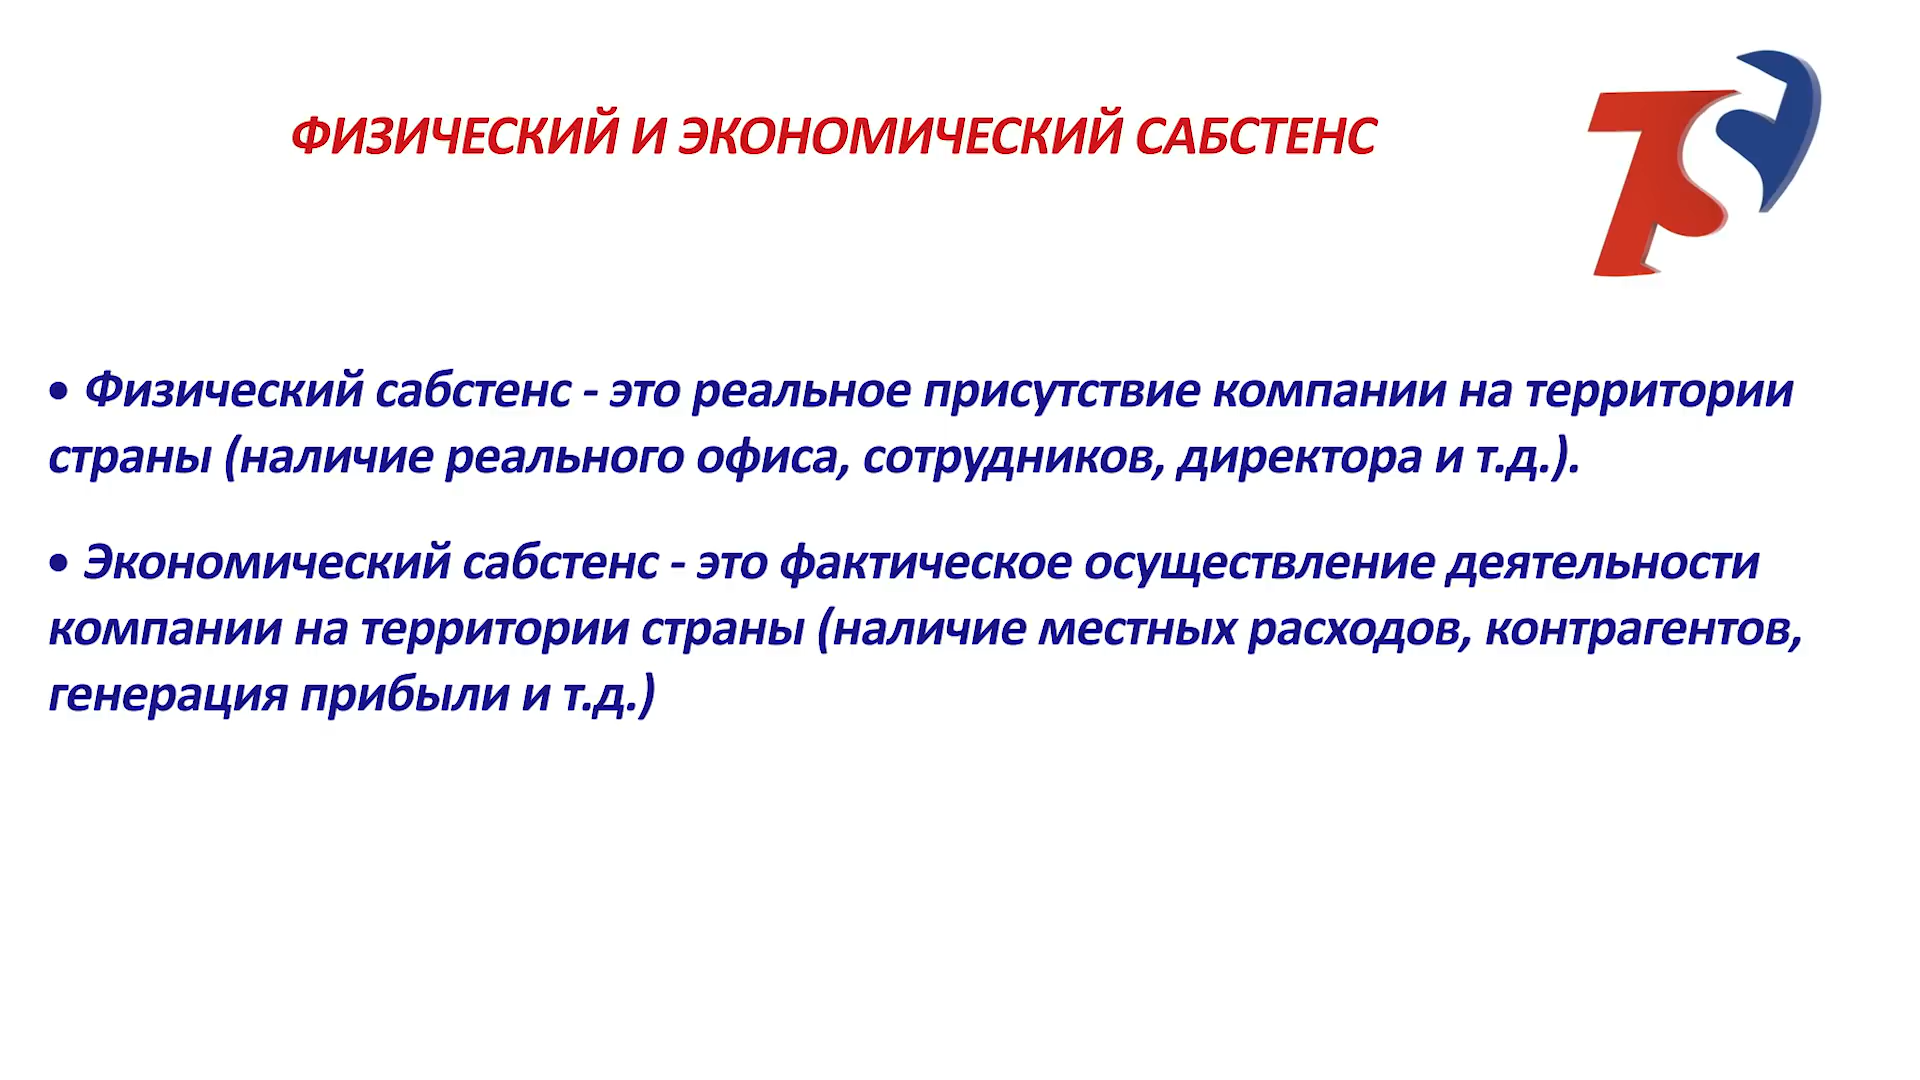 ФИЗИЧЕСКИЙ И ЭКОНОМИЧЕСКИЙ САБСТЕНС
• Физический сабстенс - это реальное присутствие компании на территории
страны (наличие реального офиса, сотрудников, директора и т.д.).
• Экономический сабстенс - это фактическое осуществление деятельности
компании на территории страны (наличие местных расходов, контрагентов,
генерация прибыли и т.д.)